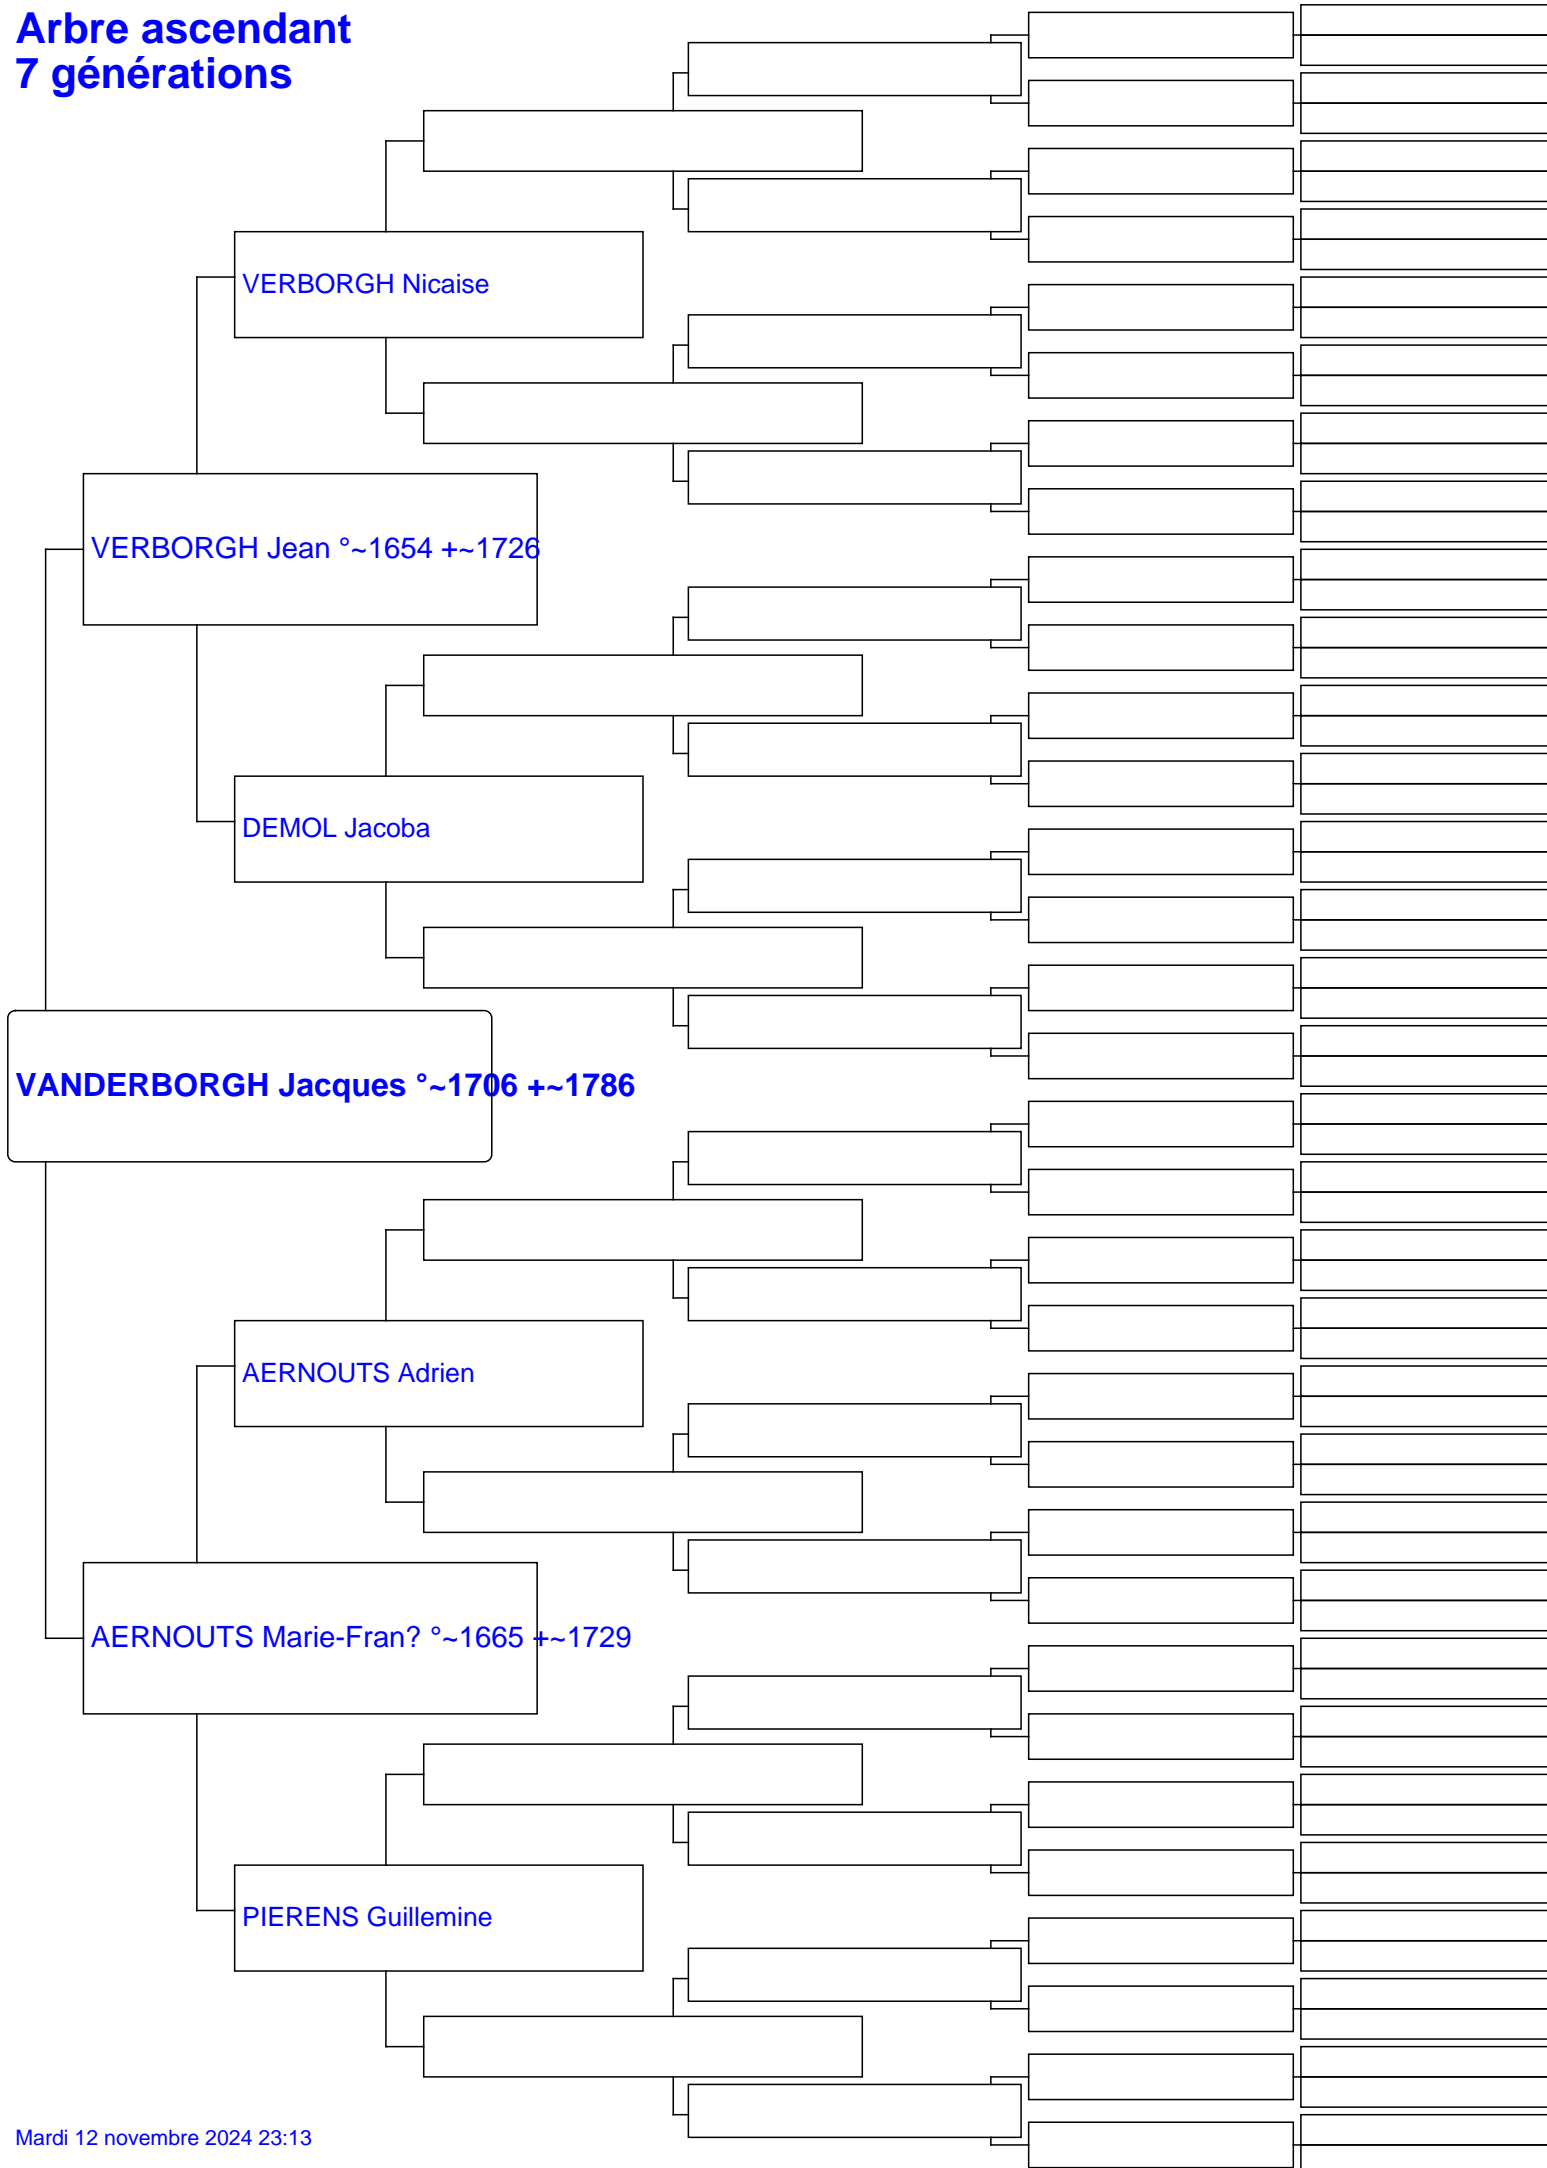 Arbre ascendant
7 générations
VERBORGH Nicaise
VERBORGH Jean °~1654 +~1726
DEMOL Jacoba
VANDERBORGH Jacques °~1706 +~1786
AERNOUTS Adrien
AERNOUTS Marie-Fran? °~1665 +~1729
PIERENS Guillemine
Mardi 12 novembre 2024 23:13